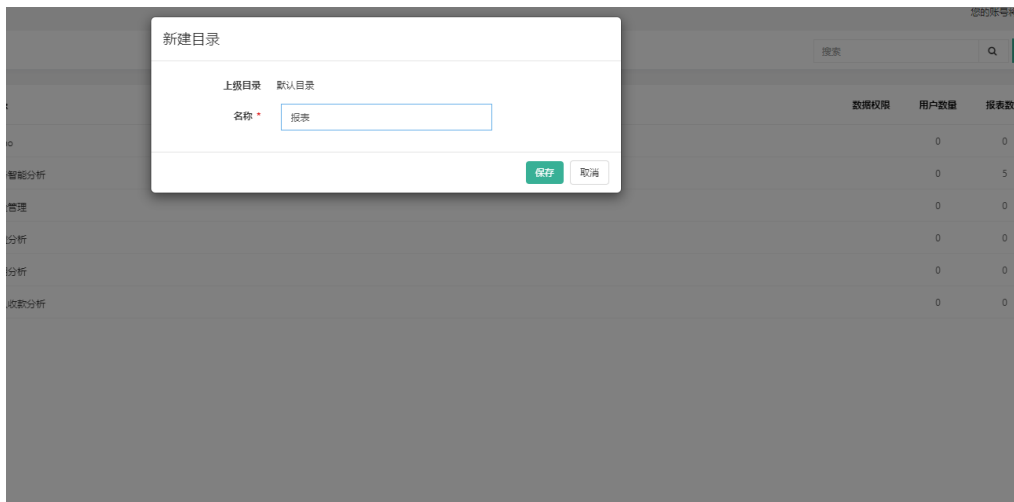 您的账号
新建目录
搜索
上级目录 默认目录
名称 * 报表
数据权限 用户数量 报表数
0 0
保存 取消
智能分析 0 5
管理 0 0
分析 0 0
分析 0 0
收款分析 0 0